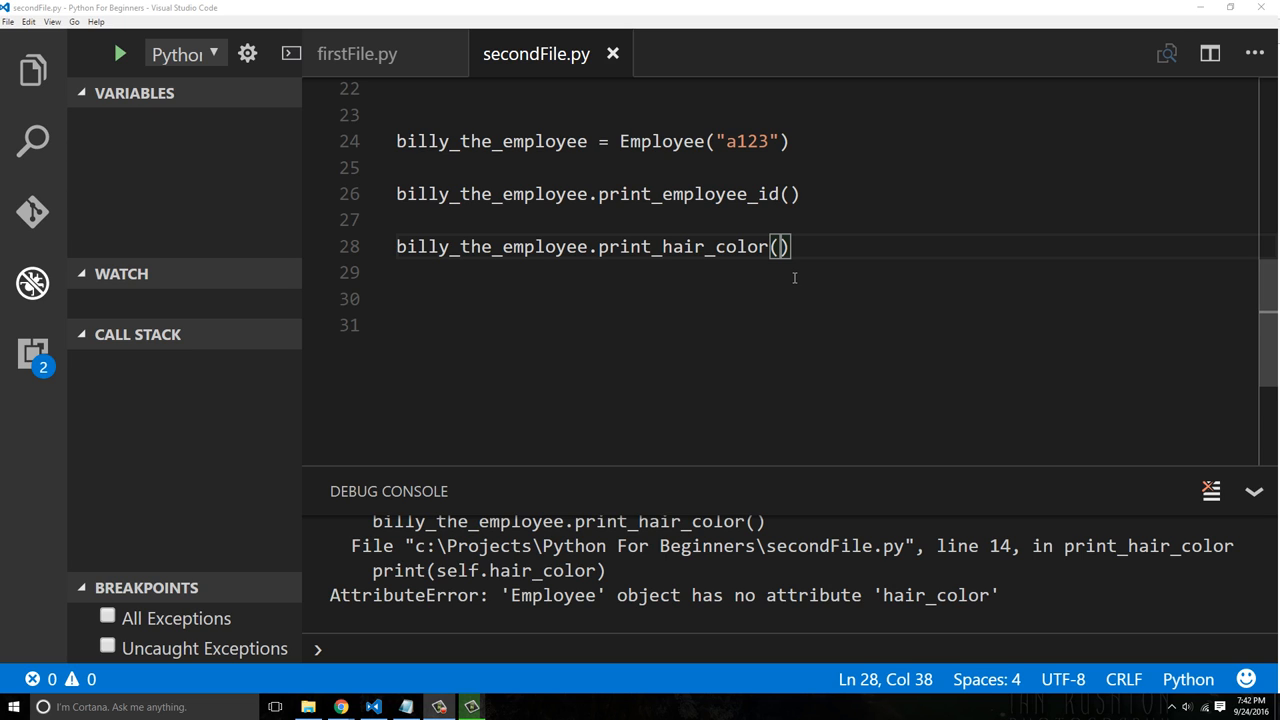 secondFile.py - Python For Beginners - Visual Studio Code
File Edit View Go Help
Python
firstFile.py
secondFile.py
VARIABLES
WATCH
CALL STACK
BREAKPOINTS
All Exceptions
Uncaught Exceptions
2
22
23
24 billy_the_employee = Employee("a123")
25
26 billy_the_employee.print_employee_id()
27
28 billy_the_employee.print_hair_color()
29
30
31
DEBUG CONSOLE
billy_the_employee.print_hair_color()
File "c:\Projects\Python For Beginners\secondFile.py", line 14, in print_hair_color
print(self.hair_color)
AttributeError: 'Employee' object has no attribute 'hair_color'
0 0
Ln 28, Col 38 Spaces: 4 UTF-8 CRLF Python
I'm Cortana. Ask me anything.
7:42 PM
9/24/2016